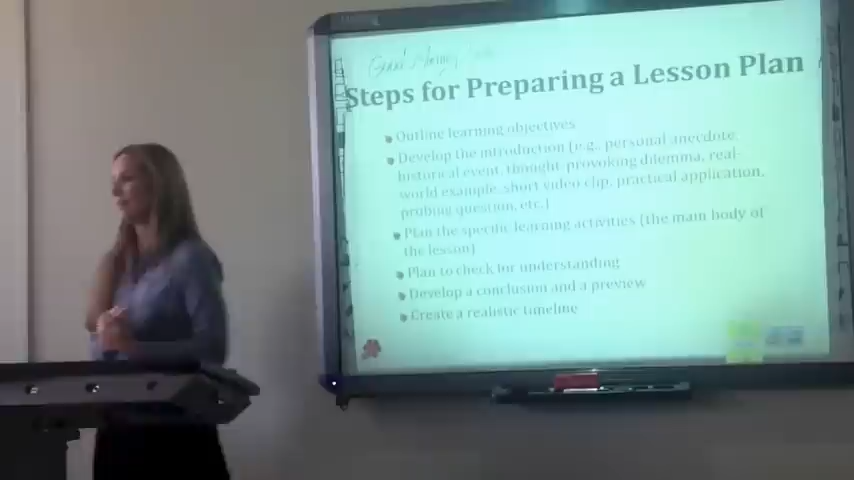 Good Morning
Steps for Preparing a Lesson Plan
Outline learning objectives
Develop the introduction (e.g., personal anecdote,
historical event, thought, provoking dilemma, real
world example, short video clip, practical application,
probing question, etc.)
Plan the specific learning activities (the main body of
the lesson)
Plan to check for understanding
Develop a conclusion and a preview
Create a realistic timeline